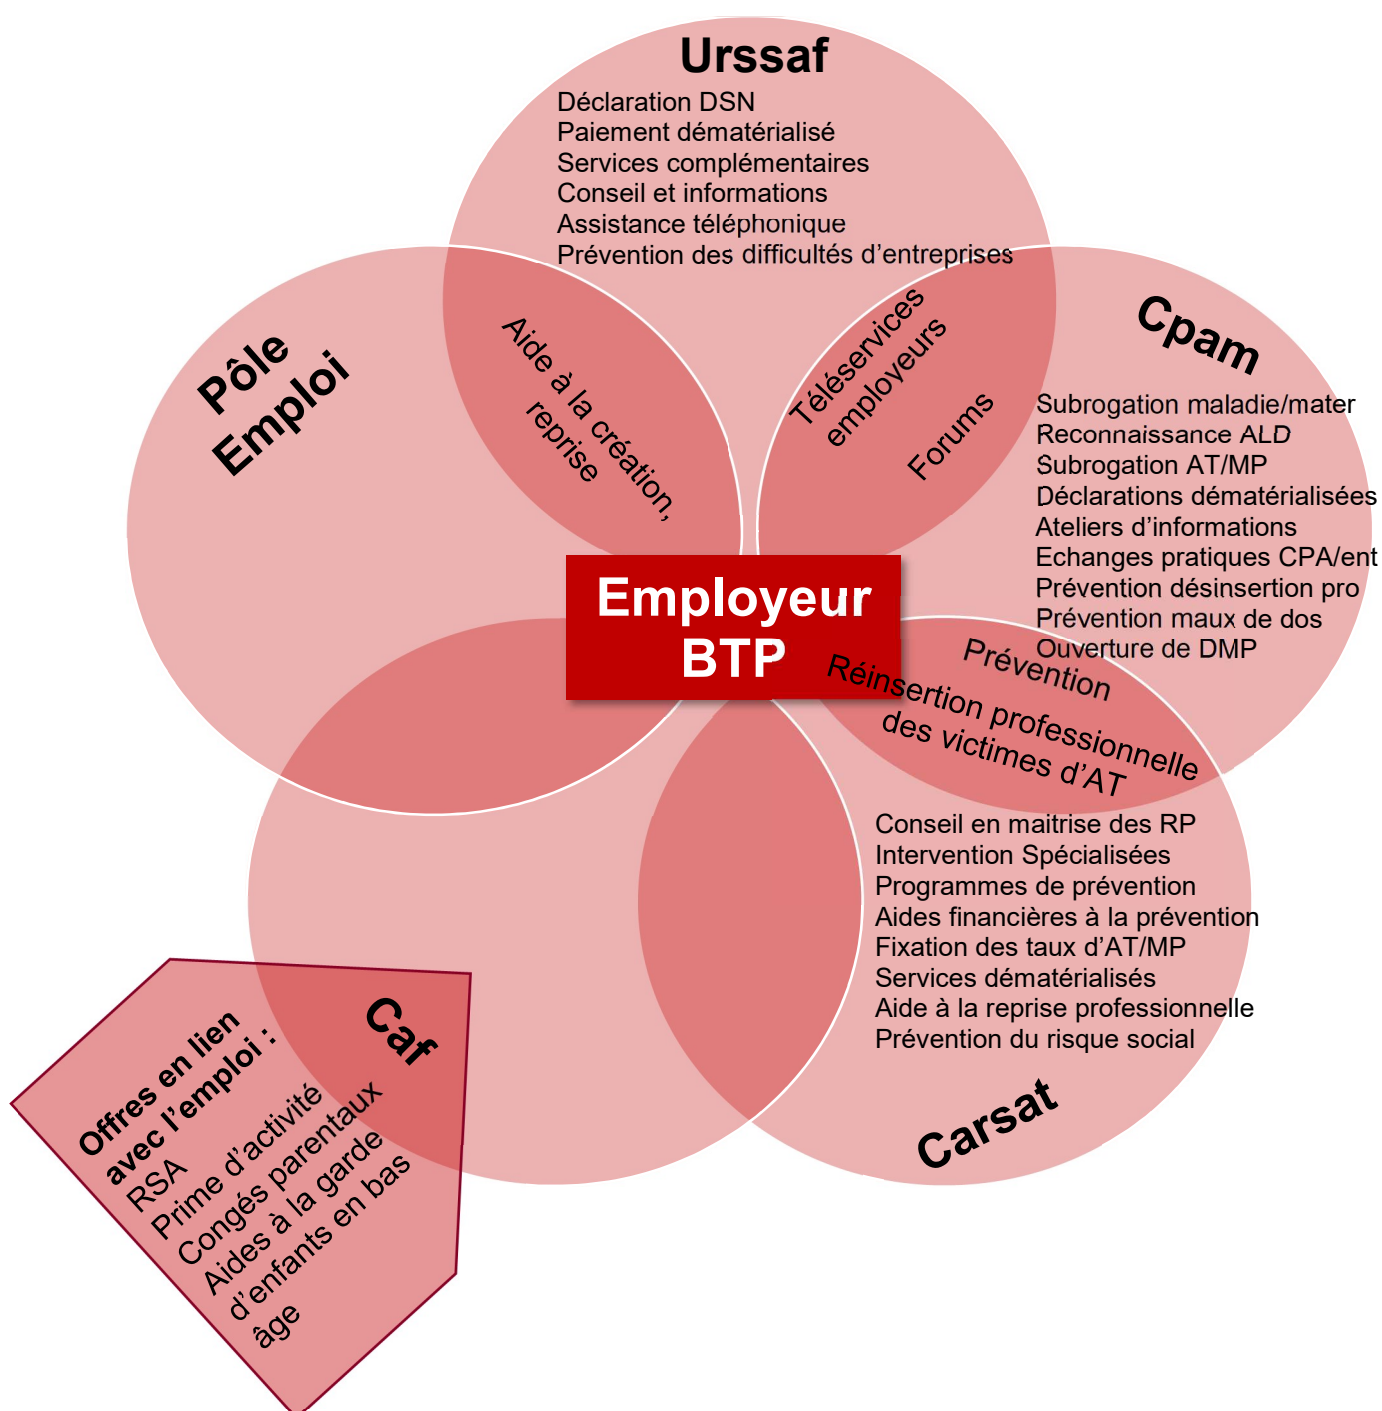 Urssaf
Déclaration DSN
Paiement dématérialisé
Services complémentaires
Conseil et informations
Assistance téléphonique
Prévention des difficultés d'entreprises
Pôle
Emploi
Aide à la création,
reprise
Téléservices
employeurs
Forums
Cpam
Subrogation maladie/mater
Reconnaissance ALD
Subrogation AT/MP
Déclarations dématérialisées
Ateliers d'informations
Echanges pratiques CPA/ent
Prévention désinsertion pro
Prévention maux de dos
Ouverture de DMP
Employeur
BTP
Prévention
Réinsertion professionnelle
des victimes d'AT
Conseil en maitrise des RP
Intervention Spécialisées
Programmes de prévention
Aides financières à la prévention
Fixation des taux d'AT/MP
Services dématérialisés
Aide à la reprise professionnelle
Prévention du risque social
Carsat
Caf
Offres en lien
avec l'emploi :
RSA
Prime d'activité
Congés parentaux
Aides à la garde
d'enfants en bas
âge